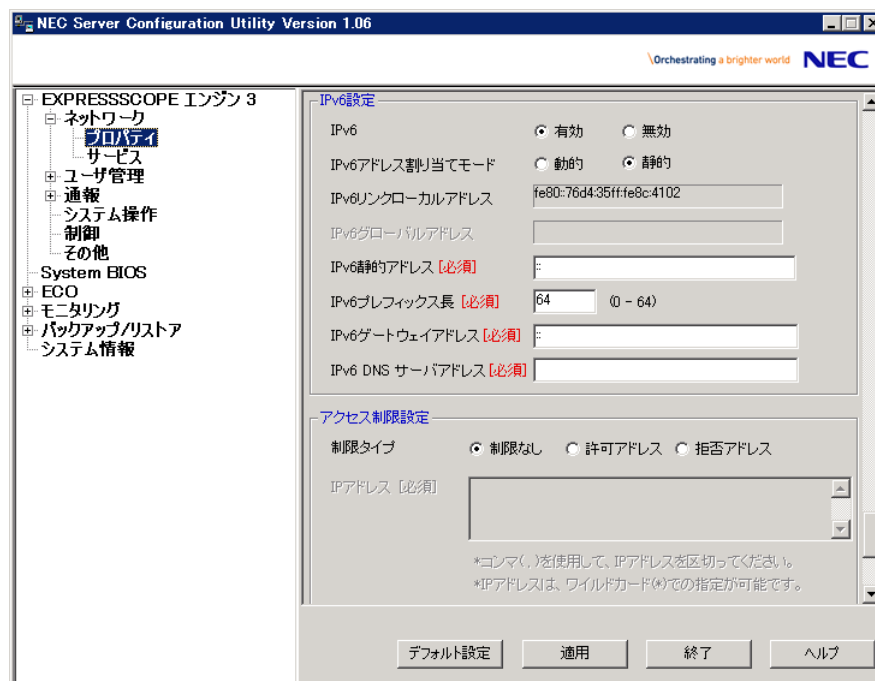 NEC Server Configuration Utility Version 1.06
\Orchestrating a brighter world NEC
EXPRESSSCOPE エンジン 3
ネットワーク
プロパティ
サービス
ユーザ管理
通報
システム操作
制御
その他
System BIOS
ECO
モニタリング
バックアップ/リストア
システム情報
IPv6設定
IPv6 有効 無効
IPv6アドレス割り当てモード 動的 静的
IPv6リンクローカルアドレス fe80::76d4:35ff:fe8c:4102
IPv6グローバルアドレス
IPv6静的アドレス [必須] ::
IPv6プレフィックス長 [必須] 64 (0 - 64)
IPv6ゲートウェイアドレス[必須] ::
IPv6 DNS サーバアドレス[必須]
アクセス制限設定
制限タイプ 制限なし 許可アドレス 拒否アドレス
IPアドレス [必須]
*コンマ(,)を使用して、IPアドレスを区切ってください。
*IPアドレスは、ワイルドカード(*)での指定が可能です。
デフォルト設定 適用 終了 ヘルプ